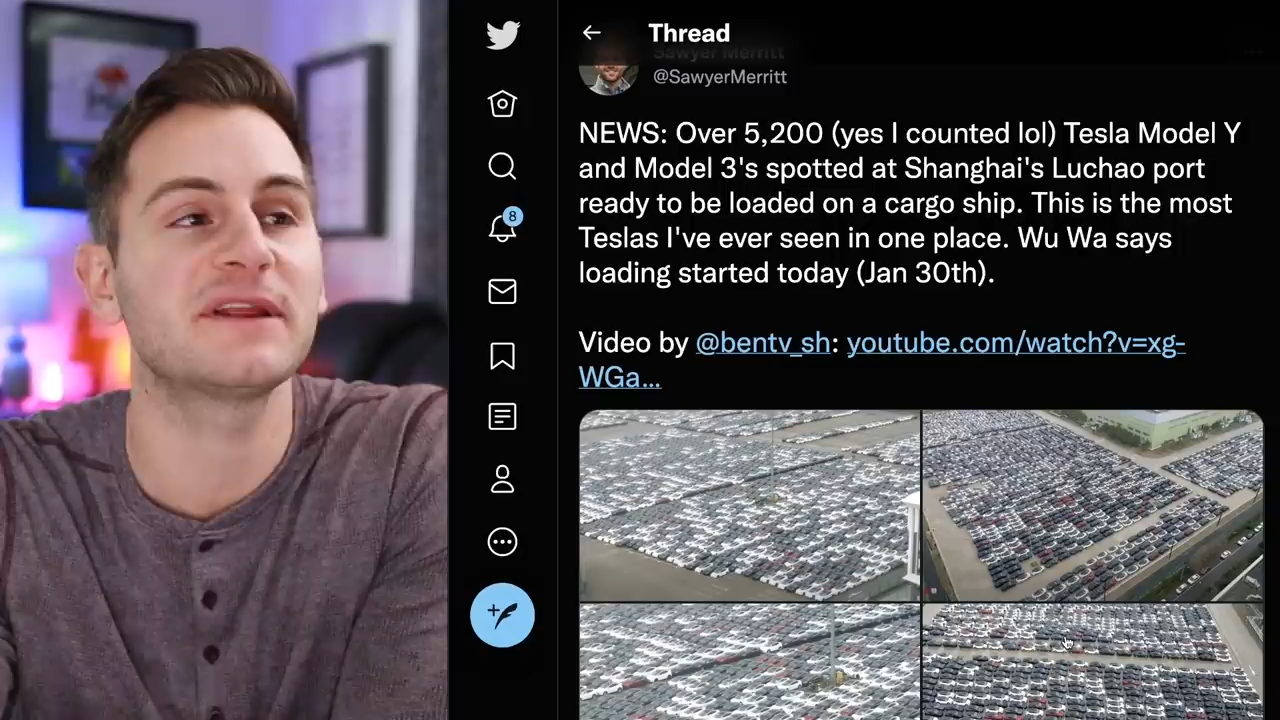 Thread
Sawyer Merritt
@SawyerMerritt
8
NEWS: Over 5,200 (yes I counted lol) Tesla Model Y
and Model 3's spotted at Shanghai's Luchao port
ready to be loaded on a cargo ship. This is the most
Teslas I've ever seen in one place. Wu Wa says
loading started today (Jan 30th).
Video by @bentv_sh: youtube.com/watch?v=xg-
WGa...